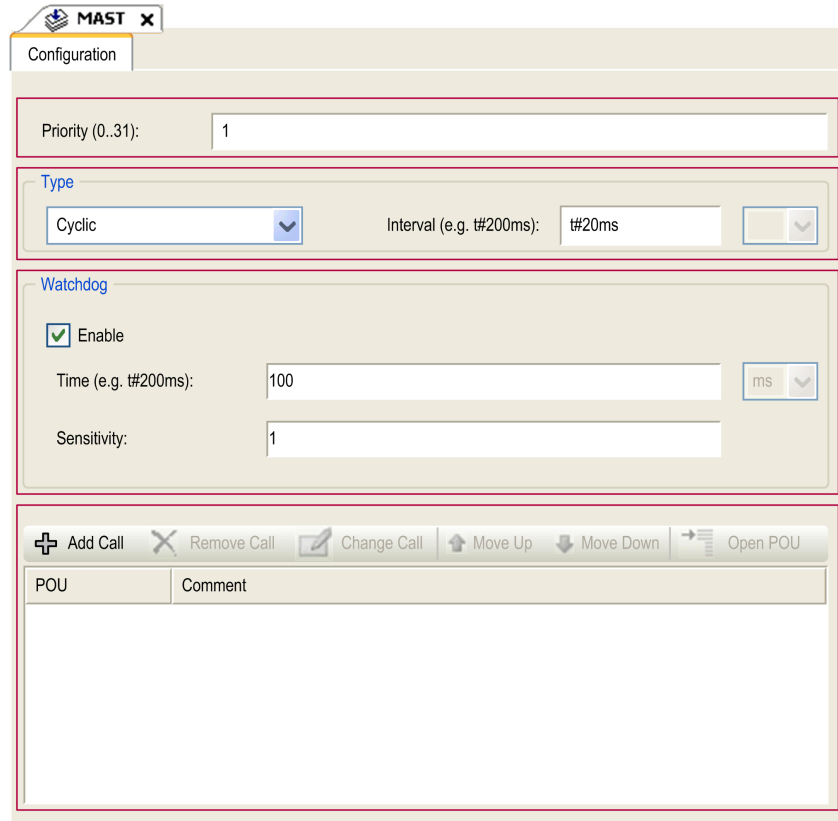 MAST
Configuration
Priority (0..31): 1
Type
Cyclic Interval (e.g. t#200ms): t#20ms
Watchdog
Enable
Time (e.g. t#200ms): 100 ms
Sensitivity: 1
Add Call Remove Call Change Call Move Up Move Down Open POU
POU Comment